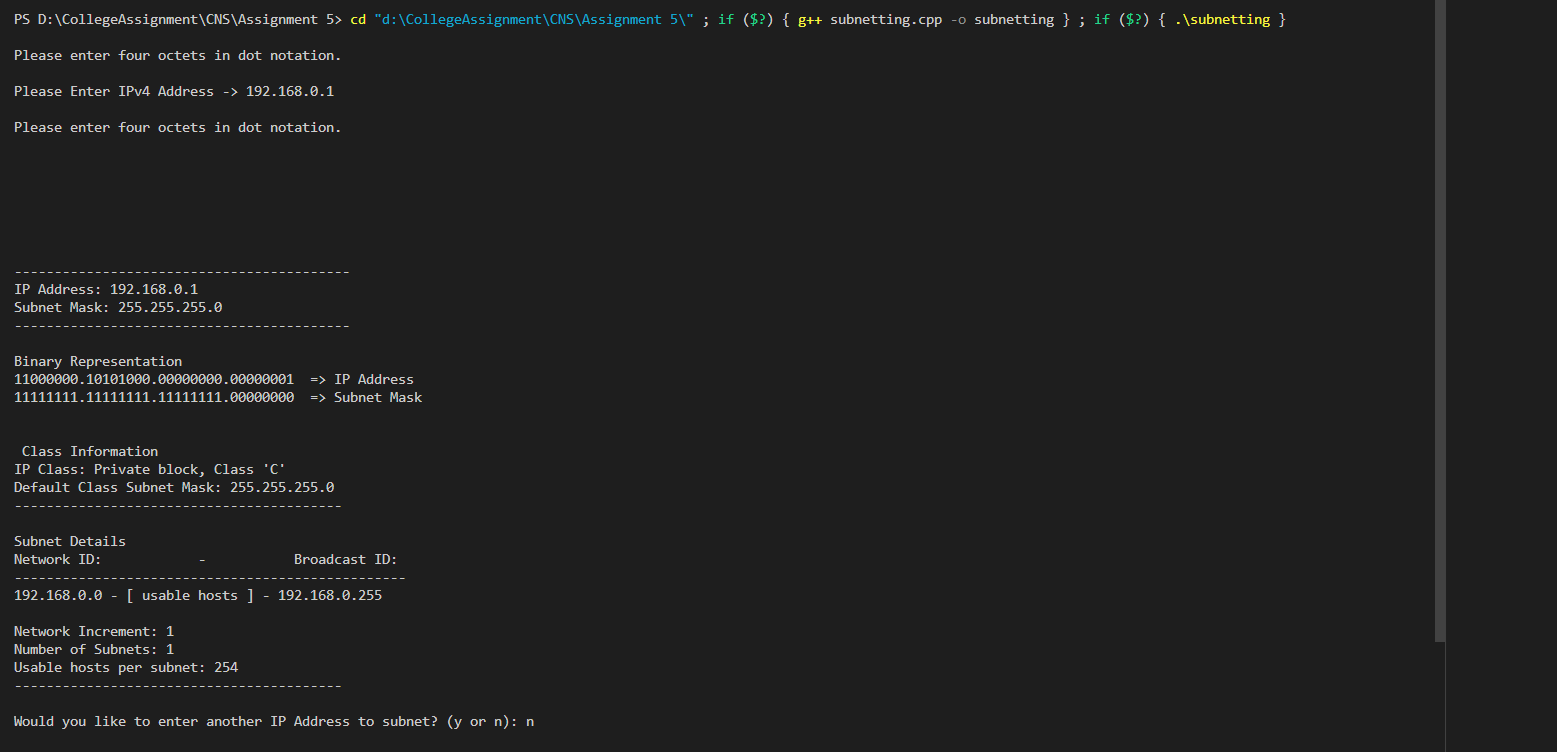 PS D:\CollegeAssignment\CNS\Assignment 5> cd "d:\CollegeAssignment\CNS\Assignment 5\" ; if ($?) { g++ subnetting.cpp -o subnetting } ; if ($?) { .\subnetting }
Please enter four octets in dot notation.
Please Enter IPv4 Address -> 192.168.0.1
Please enter four octets in dot notation.
------------------------------------------
IP Address: 192.168.0.1
Subnet Mask: 255.255.255.0
------------------------------------------
Binary Representation
11000000.10101000.00000000.00000001  => IP Address
11111111.11111111.11111111.00000000  => Subnet Mask
Class Information
IP Class: Private block, Class 'C'
Default Class Subnet Mask: 255.255.255.0
-----------------------------------------
Subnet Details
Network ID:            -           Broadcast ID:
-------------------------------------------------
192.168.0.0 - [ usable hosts ] - 192.168.0.255
Network Increment: 1
Number of Subnets: 1
Usable hosts per subnet: 254
-----------------------------------------
Would you like to enter another IP Address to subnet? (y or n): n